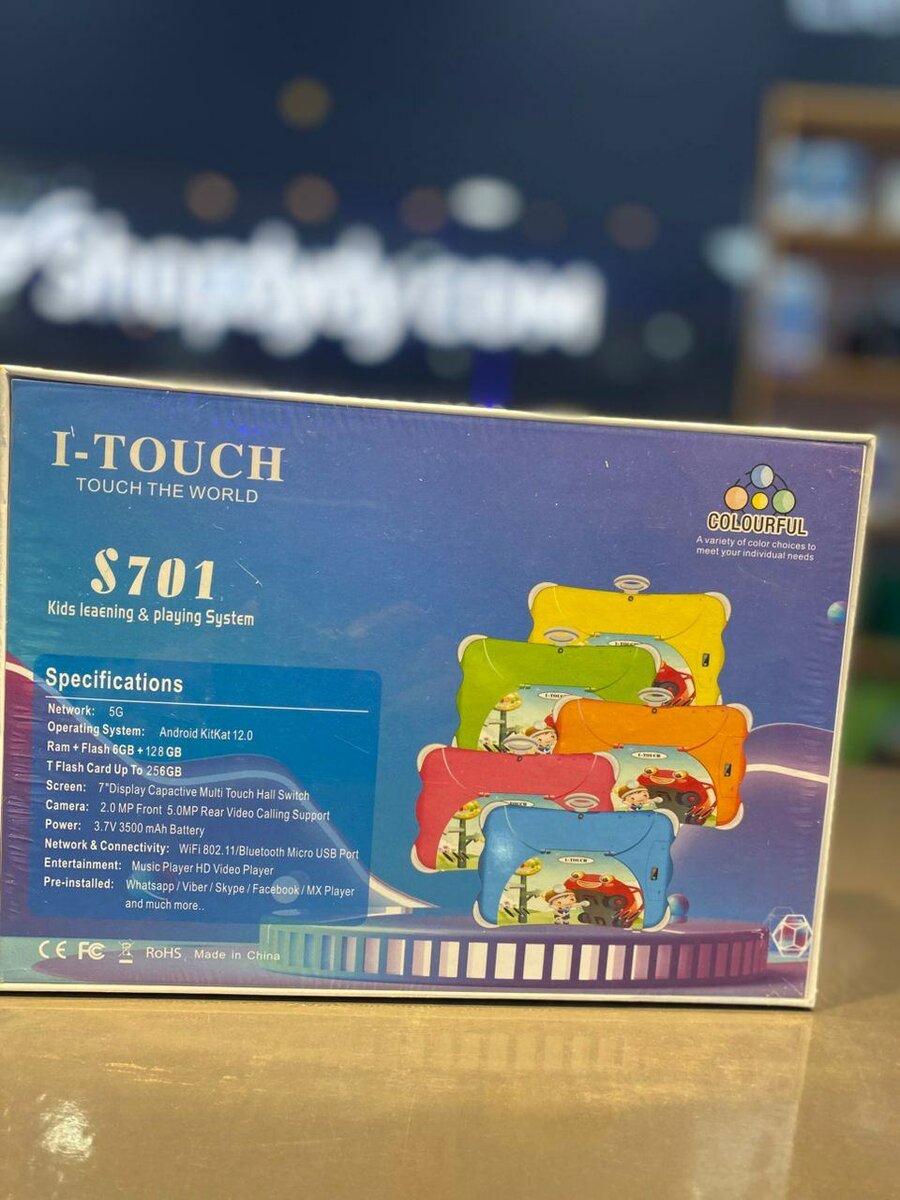 I-TOUCH
TOUCH THE WORLD
COLOURFUL
A variety of color choices to
meet your individual needs
S701
Kids leaening & playing System
Specifications
Network: 5G
Operating System: Android KitKat 12.0
Ram + Flash 6GB + 128 GB
T Flash Card Up To 256GB
Screen: 7"Display Capactive Multi Touch Hall Switch
Camera: 2.0 MP Front 5.0MP Rear Video Calling Support
Power: 3.7V 3500 mAh Battery
Network & Connectivity: WiFi 802.11/Bluetooth Micro USB Port
Entertainment: Music Player HD Video Player
Pre-installed: Whatsapp / Viber / Skype / Facebook / MX Player
and much more..
I-TOUCH
I-TOUCH
CE FC RoHS Made in China